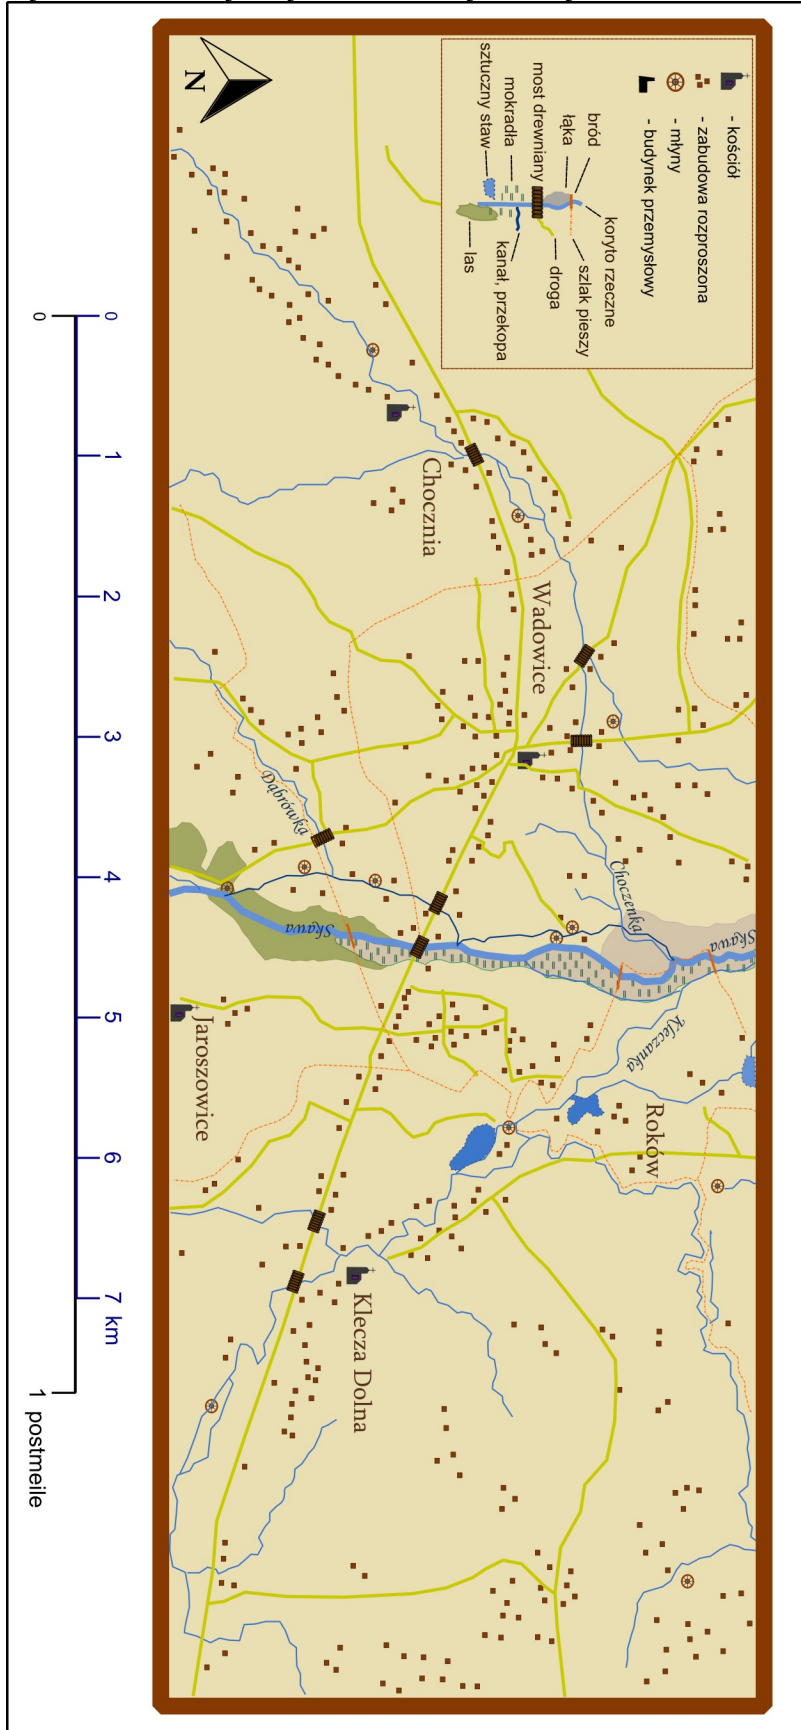 N
- kościół
- zabudowa rozproszona
- młyny
- budynek przemysłowy
bród
łąka
most drewniany
mokradła
sztuczny staw
koryto rzeczne
szlak pieszy
droga
kanał, przekopa
las
Chocznia
Wadowice
Dąbrówka
Choczenka
Skawa
Skawa
Kleczanka
Jaroszowice
Roków
Klecza Dolna
0 1 2 3 4 5 6 7 km
0 1 postmeile